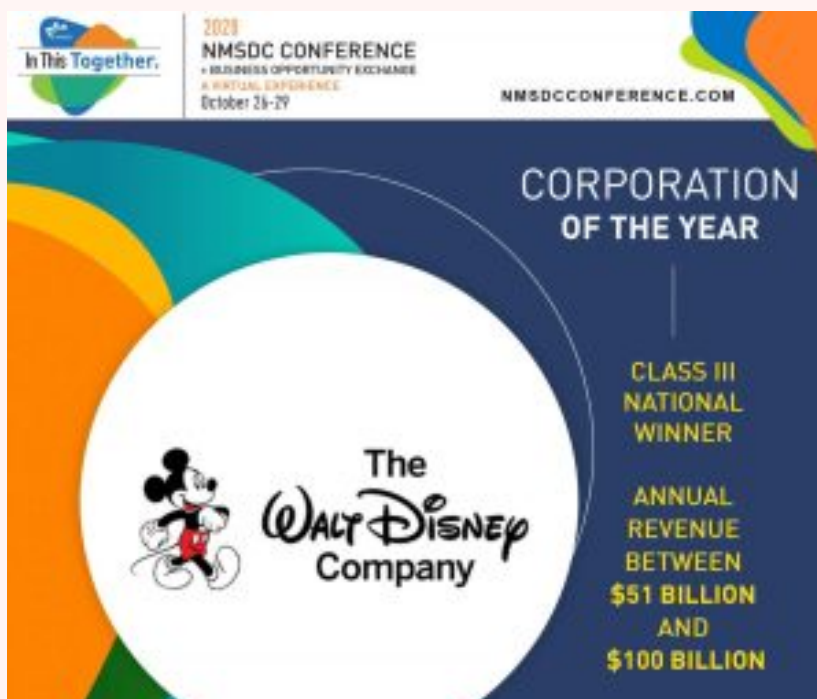 In This Together.
2020
NMSDC CONFERENCE
+ BUSINESS OPPORTUNITY EXCHANGE
A VIRTUAL EXPERIENCE
October 26-29
NMSDCCONFERENCE.COM
CORPORATION
OF THE YEAR
CLASS III
NATIONAL
WINNER
ANNUAL
REVENUE
BETWEEN
$51 BILLION
AND
$100 BILLION
The
WALT DISNEY
Company